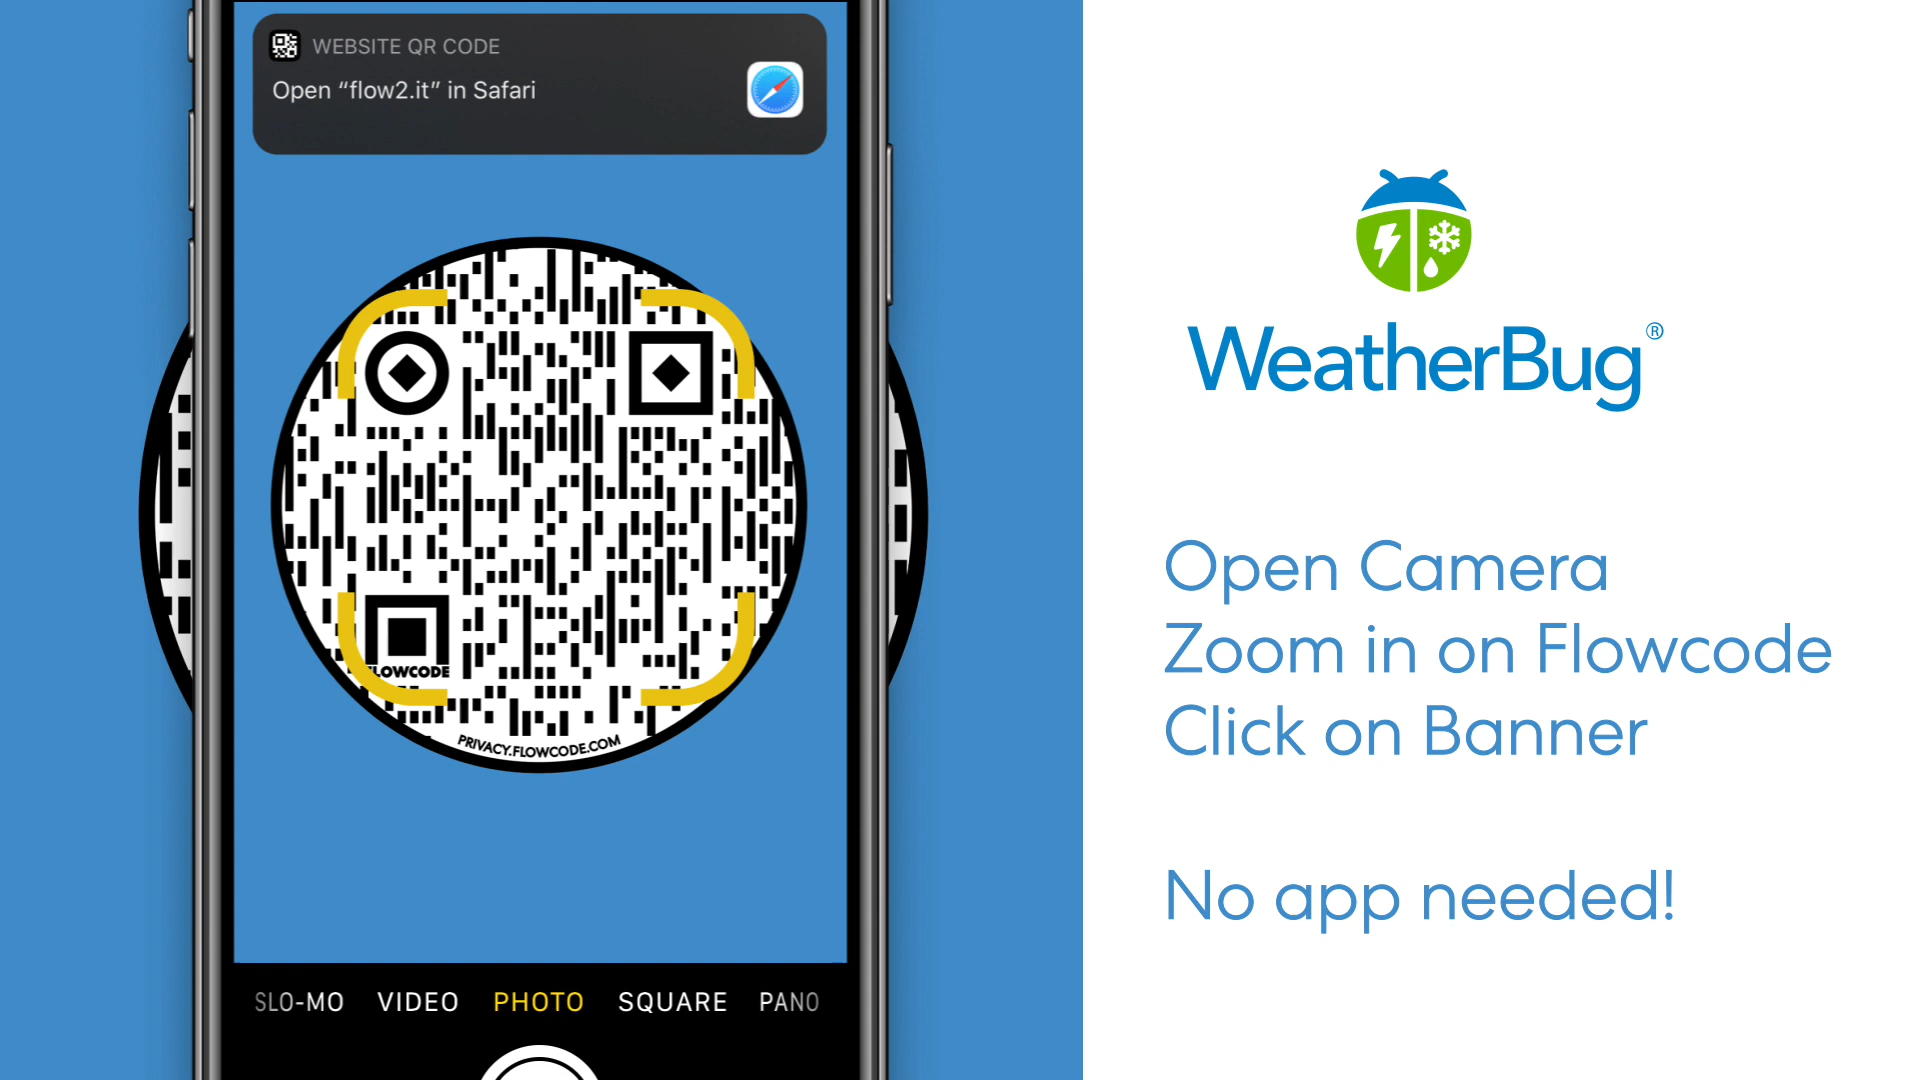 WEBSITE QR CODE
Open “flow2.it” in Safari
FLOWCODE
PRIVACY.FLOWCODE.COM
SLO-MO VIDEO PHOTO SQUARE PANO
WeatherBug®
Open Camera
Zoom in on Flowcode
Click on Banner
No app needed!